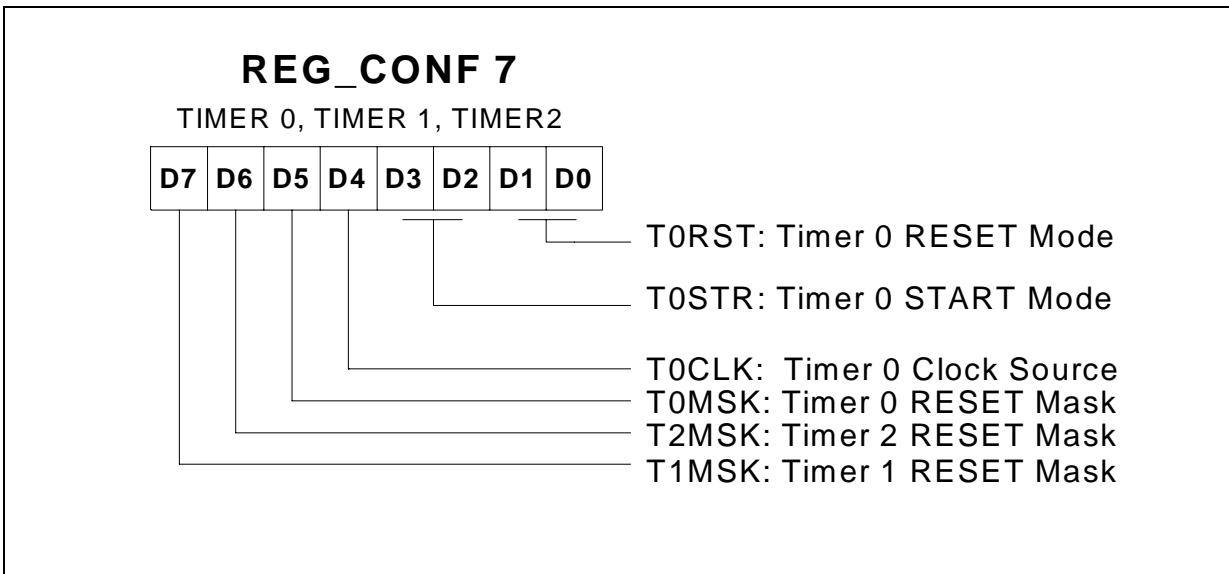 REG_CONF 7
TIMER 0, TIMER 1, TIMER2
D7 D6 D5 D4 D3 D2 D1 D0
T0RST: Timer 0 RESET Mode
T0STR: Timer 0 START Mode
T0CLK: Timer 0 Clock Source
T0MSK: Timer 0 RESET Mask
T2MSK: Timer 2 RESET Mask
T1MSK: Timer 1 RESET Mask